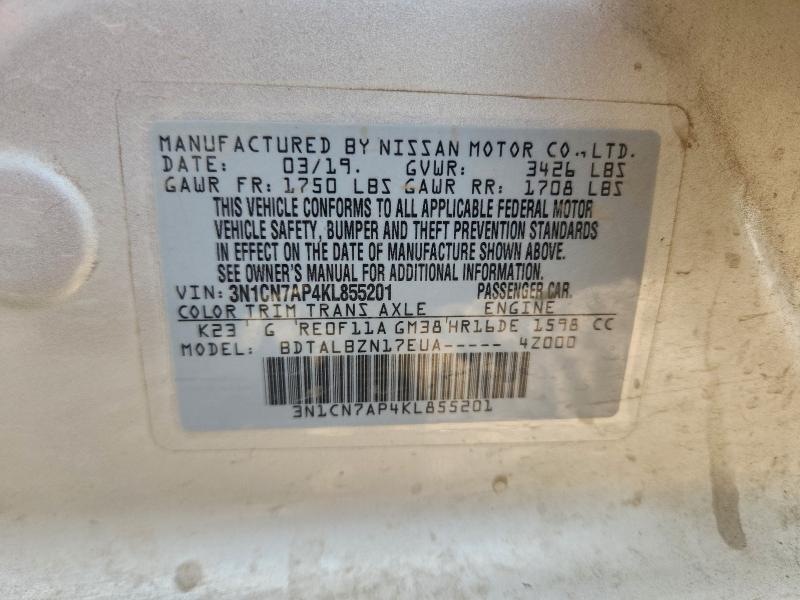 MANUFACTURED BY NISSAN MOTOR CO., LTD.
DATE: 03/19. GVWR: 3426 LBS
GAWR FR: 1750 LBS GAWR RR: 1708 LBS
THIS VEHICLE CONFORMS TO ALL APPLICABLE FEDERAL MOTOR
VEHICLE SAFETY, BUMPER AND THEFT PREVENTION STANDARDS
IN EFFECT ON THE DATE OF MANUFACTURE SHOWN ABOVE.
SEE OWNER'S MANUAL FOR ADDITIONAL INFORMATION.
VIN: 3N1CN7AP4KL855201 PASSENGER CAR.
COLOR TRIM TRANS AXLE ENGINE
K23 G RE0F11A GM38 HR16DE 1598 CC
MODEL: BDTALBZN17EUA----- 4Z000
3N1CN7AP4KL855201